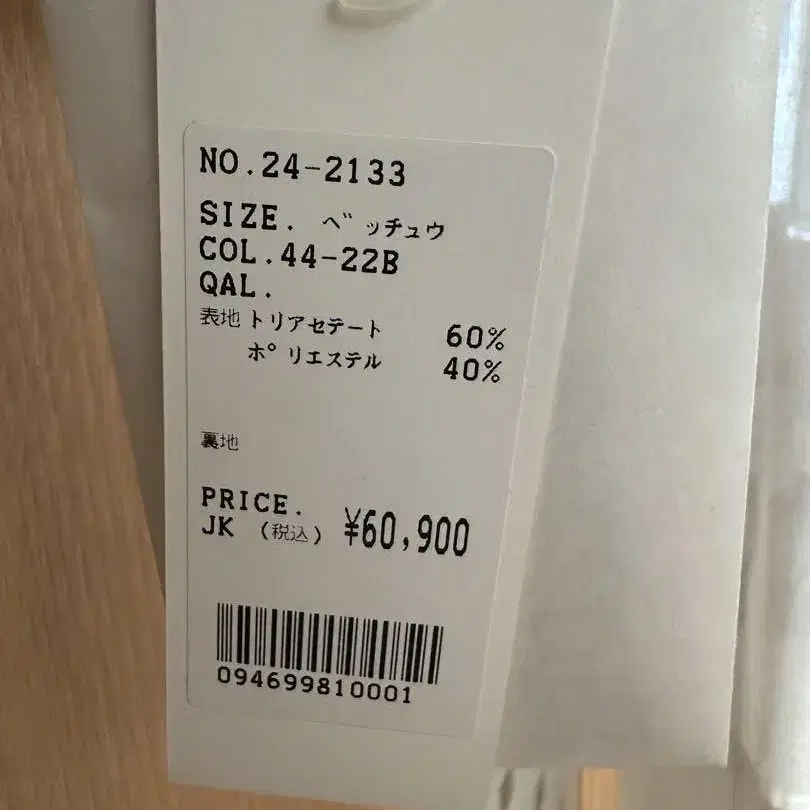 NO.24-2133
SIZE. ベッチュウ
COL.44-22B
QAL.
表地 トリアセテート 60%
ポリエステル 40%
裏地
PRICE.
JK (税込) ¥60,900
094699810001